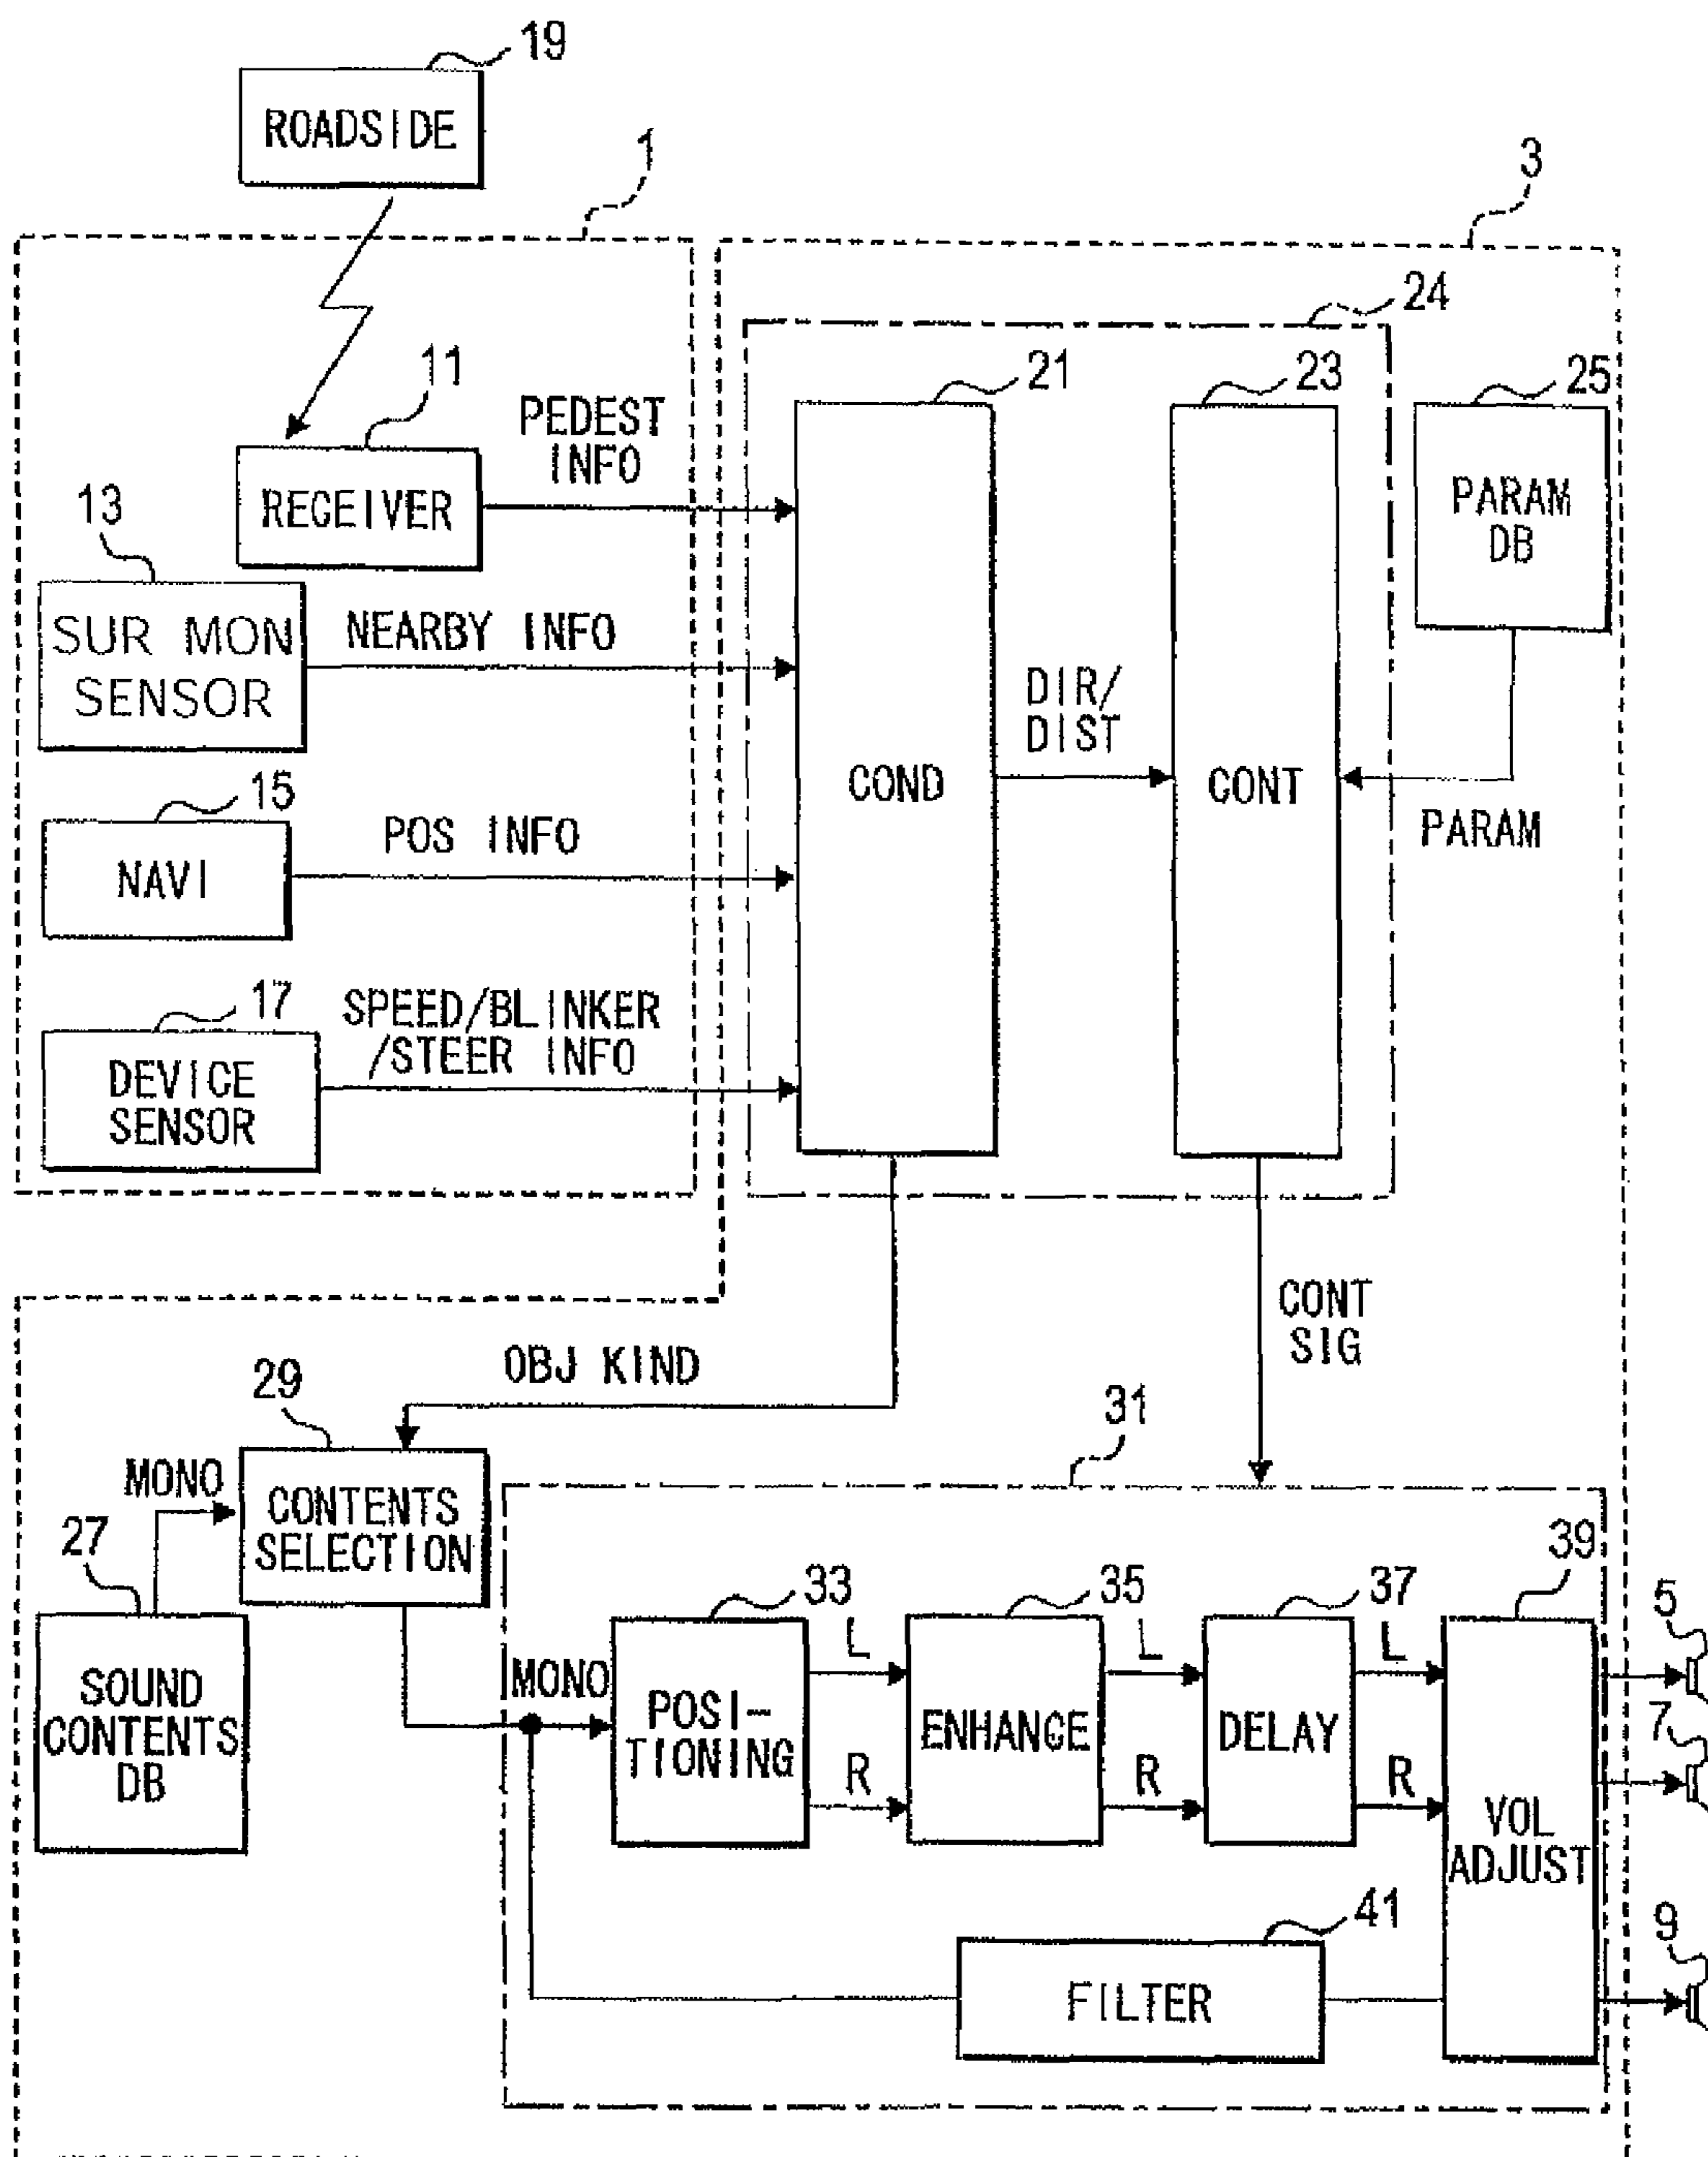 19
ROADSIDE
1
3
24
11
21
23
25
PEDEST
INFO
RECEIVER
PARAM
DB
13
SUR MON
SENSOR
NEARBY INFO
DIR/
DIST
COND
CONT
PARAM
15
NAVI
POS INFO
17
DEVICE
SENSOR
SPEED/BLINKER
/STEER INFO
CONT
SIG
OBJ KIND
29
31
MONO
CONTENTS
SELECTION
27
SOUND
CONTENTS
DB
33
35
37
39
5
MONO
L
L
L
POSI-
TIONING
ENHANCE
DELAY
7
R
R
R
VOL
ADJUST
41
FILTER
9